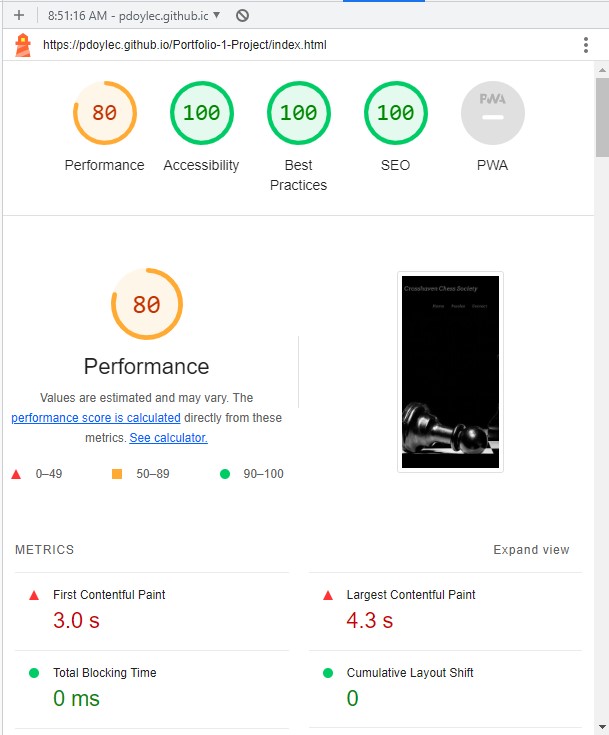 8:51:16 AM - pdoylec.github.ic
https://pdoylec.github.io/Portfolio-1-Project/index.html
80
100
100
100
PWA
Performance
Accessibility
Best
Practices
SEO
PWA
80
Performance
Values are estimated and may vary. The
performance score is calculated directly from these
metrics. See calculator.
0–49
50–89
90–100
Crosshaven Chess Society
Home
Contact
METRICS
Expand view
First Contentful Paint
3.0 s
Largest Contentful Paint
4.3 s
Total Blocking Time
0 ms
Cumulative Layout Shift
0